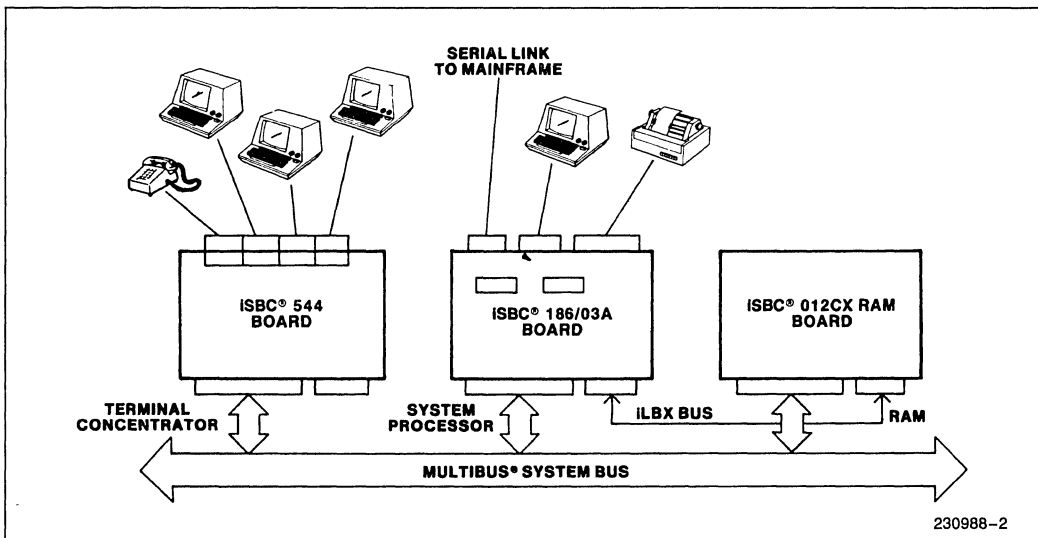 SERIAL LINK
TO MAINFRAME
iSBC® 544
BOARD
iSBC® 186/03A
BOARD
iSBC® 012CX RAM
BOARD
TERMINAL
CONCENTRATOR
SYSTEM
PROCESSOR
iLBX BUS
RAM
MULTIBUS® SYSTEM BUS
230988–2